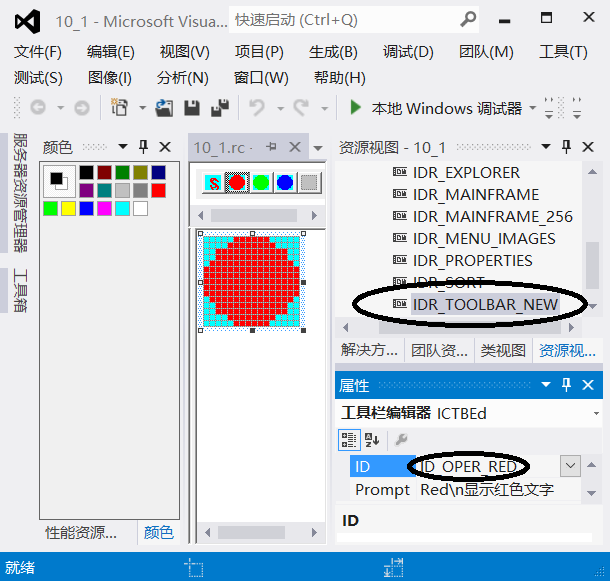 10_1 - Microsoft Visua...
快速启动 (Ctrl+Q)
文件(F) 编辑(E) 视图(V) 项目(P) 生成(B) 调试(D) 团队(M) 工具(T)
测试(S) 图像(I) 分析(N) 窗口(W) 帮助(H)
本地 Windows 调试器
服务器资源管理器
工具箱
颜色
性能资源... 颜色
10_1.rc -
S
资源视图 - 10_1
IDR_EXPLORER
IDR_MAINFRAME
IDR_MAINFRAME_256
IDR_MENU_IMAGES
IDR_PROPERTIES
IDR_SORT
IDR_TOOLBAR_NEW
解决方... 团队资... 类视图 资源视...
属性
工具栏编辑器 ICTBEd
ID ID_OPER_RED
Prompt Red\n显示红色文字
ID
就绪